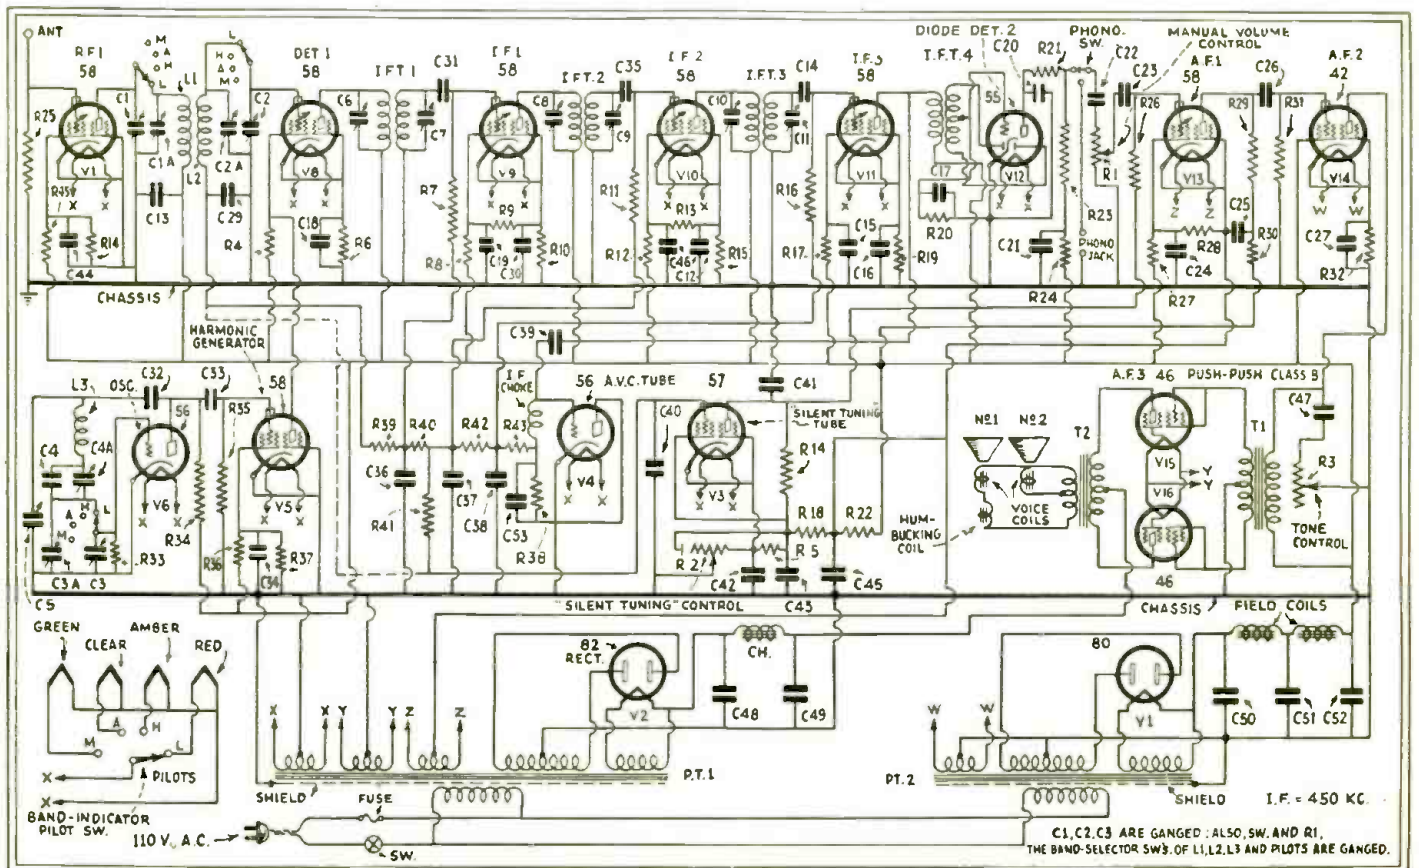 ANT
R.F.1
58
M
A
H
L
L1
H
A
M
L
DET 1
58
I.F.T 1
C31
I.F.1
58
I.F.T.2
C35
I.F.2
58
I.F.T.3
C14
I.F.3
58
I.F.T.4
DIODE DET.2
C20
R21
PHONO.
SW.
C22
MANUAL VOLUME
CONTROL
C23
A.F.1
58
C26
A.F.2
42
R25
C1
C2
C6
C7
C8
C9
C10
C11
55
R26
R29
R31
C1A
C2A
V1
L2
V8
V9
V10
V11
V12
R1
V13
V14
X X
X X
X X
X X
X X
X X
Z Z
W W
R45
C13
C29
R7
R9
R11
R13
R16
C17
R20
R23
C25
R28
R14
C44
R4
C18
R6
R8
C19
C30
R10
R12
C46
C12
R15
R17
C15
C16
R19
C21
R24
PHONO
JACK
R27
C24
R30
C27
R32
CHASSIS
HARMONIC
GENERATOR
C39
L3
OSC.
C32
C33
56
R35
58
I.F.
CHOKE
56
A.V.C. TUBE
57
SILENT TUNING
TUBE
C41
A.F.3 46
PUSH-PUSH CLASS B
C47
C4
C4A
V6
V5
R39
R40
R42
R43
V4
C40
V3
R14
Nº1
Nº2
T2
V15
V16
Y
Y
T1
R3
C36
C37
C38
C53
R41
R38
R18
R22
VOICE
COILS
HUM-
BUCKING
COIL
TONE
CONTROL
A
M
H
L
X X
X X
X X
X X
R33
R34
R36
C34
R37
R2
R5
C42
C43
C45
46
C3A
C3
C5
"SILENT TUNING" CONTROL
CHASSIS
FIELD COILS
GREEN
CLEAR
AMBER
RED
82
RECT.
CH.
80
V2
C48
C49
V1
C50
C51
C52
M
A
H
L
PILOTS
X
X
X X Y Y Z Z
W W
P.T.1
PT.2
SHIELD
SHIELD
I.F. = 450 KC.
BAND-INDICATOR
PILOT SW.
110 V. A.C.
FUSE
SW.
C1, C2, C3 ARE GANGED: ALSO, SW. AND R1,
THE BAND-SELECTOR SW'S. OF L1, L2, L3 AND PILOTS ARE GANGED.